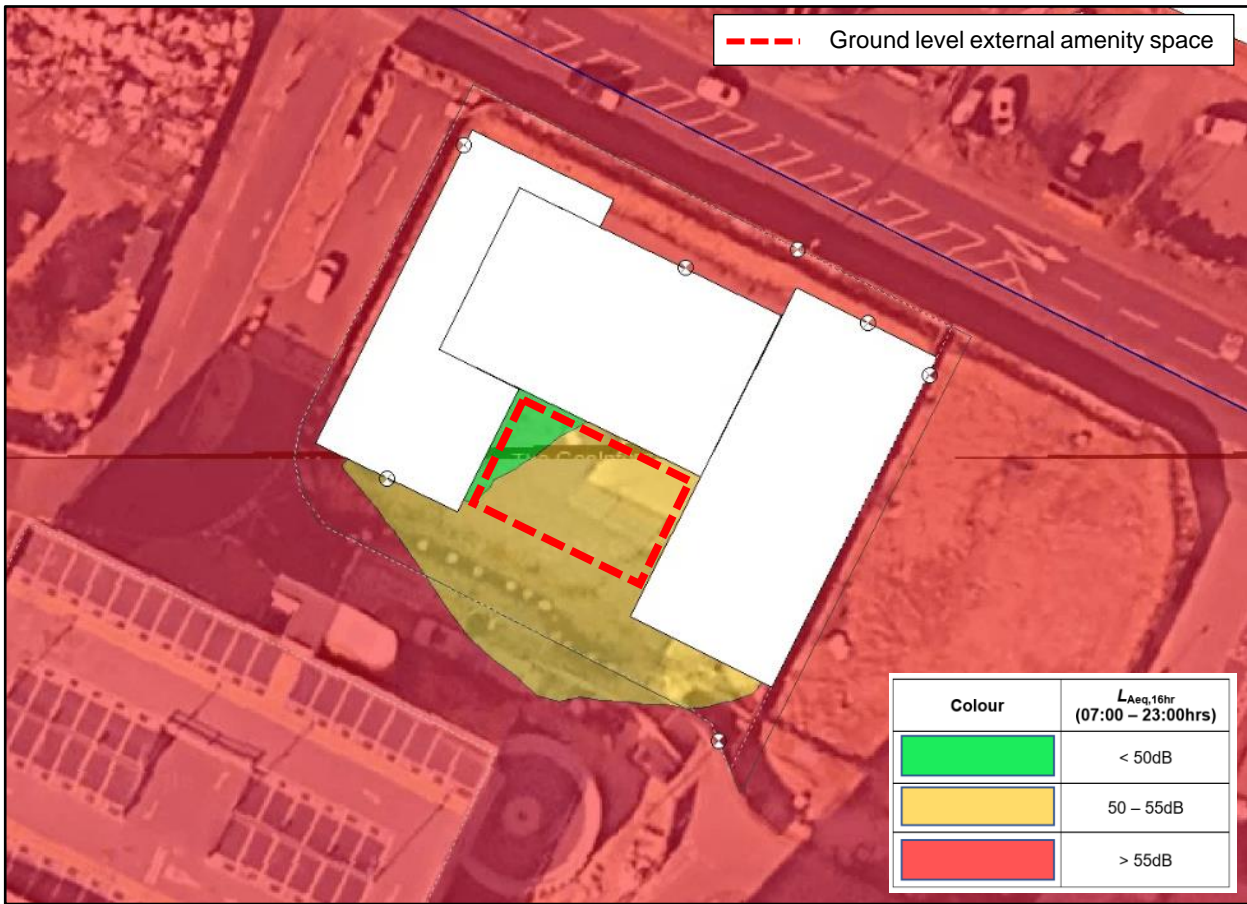 Ground level external amenity space
Colour
LAeq,16hr
(07:00 – 23:00hrs)
< 50dB
50 – 55dB
> 55dB